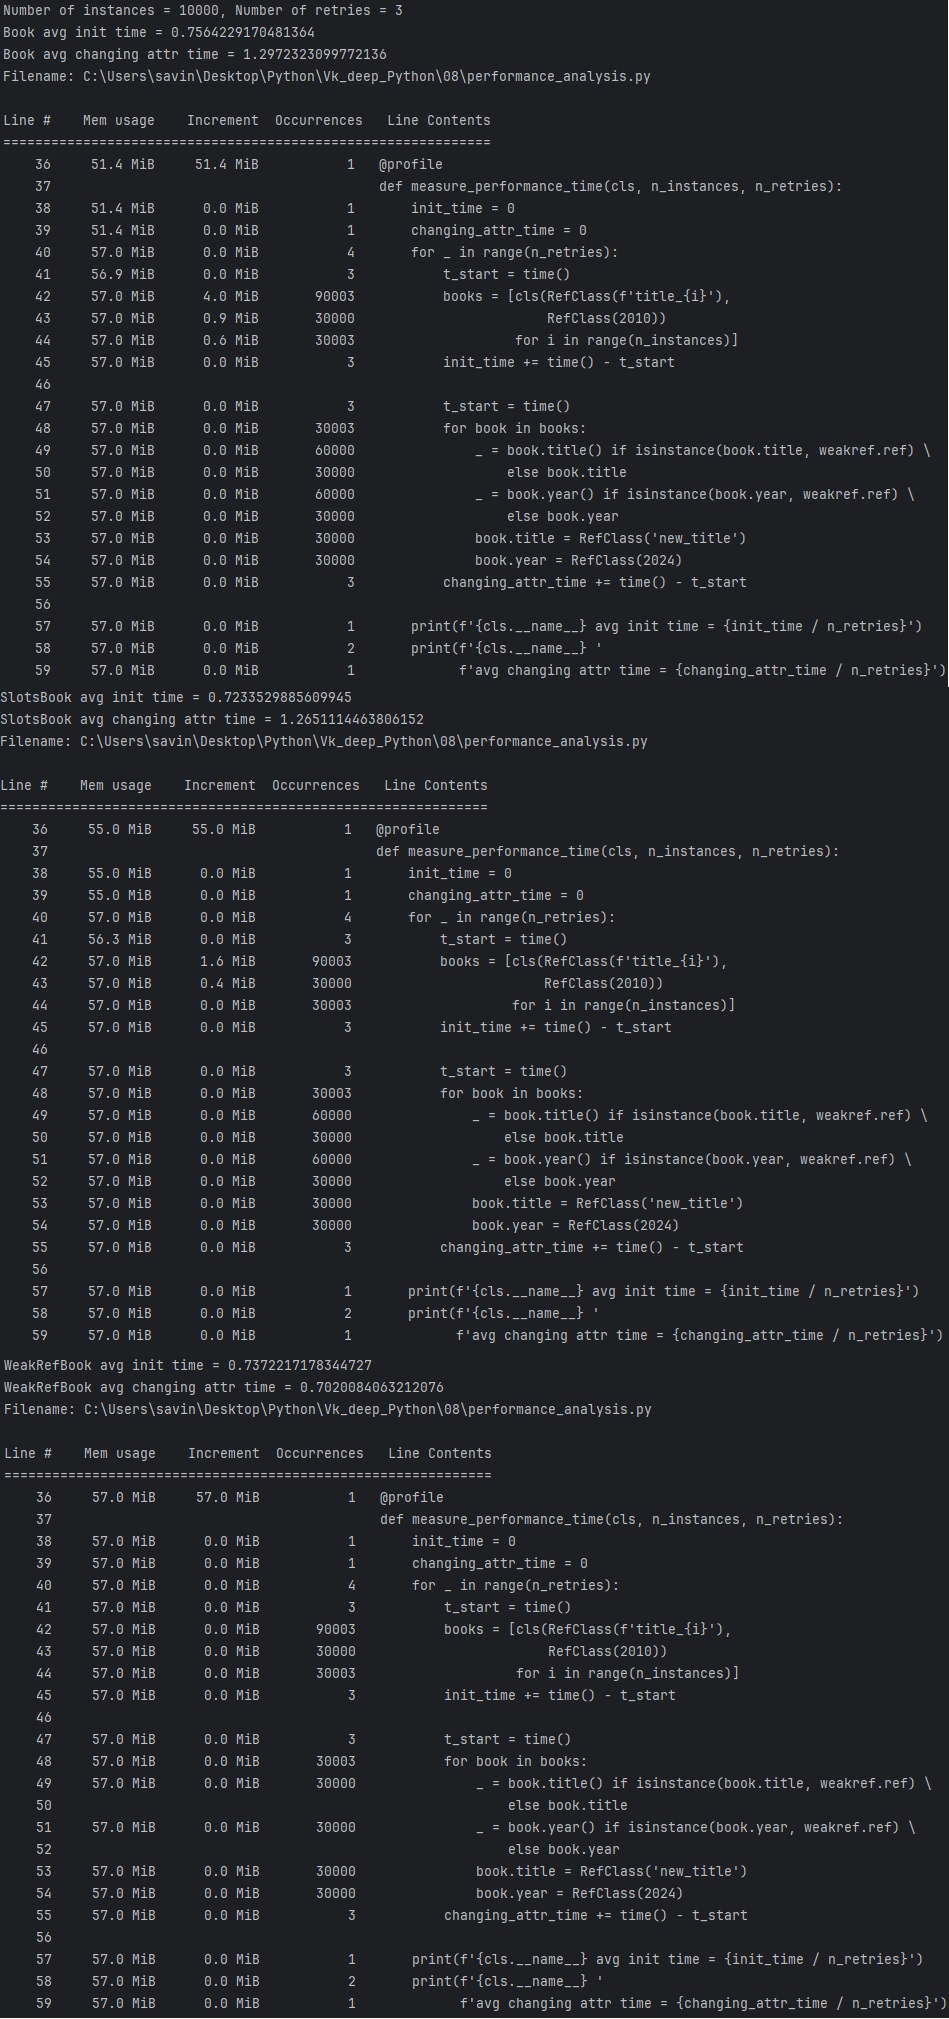 Number of instances = 10000, Number of retries = 3
Book avg init time = 0.7564229170481364
Book avg changing attr time = 1.2972323099772136
Filename: C:\Users\savin\Desktop\Python\Vk_deep_Python\08\performance_analysis.py
Line #    Mem usage    Increment  Occurrences   Line Contents
=============================================================
    36     51.4 MiB     51.4 MiB           1   @profile
    37                                         def measure_performance_time(cls, n_instances, n_retries):
    38     51.4 MiB      0.0 MiB           1       init_time = 0
    39     51.4 MiB      0.0 MiB           1       changing_attr_time = 0
    40     57.0 MiB      0.0 MiB           4       for _ in range(n_retries):
    41     56.9 MiB      0.0 MiB           3           t_start = time()
    42     57.0 MiB      4.0 MiB       90003           books = [cls(RefClass(f'title_{i}'),
    43     57.0 MiB      0.9 MiB       30000                        RefClass(2010))
    44     57.0 MiB      0.6 MiB       30003                    for i in range(n_instances)]
    45     57.0 MiB      0.0 MiB           3           init_time += time() - t_start
    46
    47     57.0 MiB      0.0 MiB           3           t_start = time()
    48     57.0 MiB      0.0 MiB       30003           for book in books:
    49     57.0 MiB      0.0 MiB       60000               _ = book.title() if isinstance(book.title, weakref.ref) \
    50     57.0 MiB      0.0 MiB       30000                   else book.title
    51     57.0 MiB      0.0 MiB       60000               _ = book.year() if isinstance(book.year, weakref.ref) \
    52     57.0 MiB      0.0 MiB       30000                   else book.year
    53     57.0 MiB      0.0 MiB       30000               book.title = RefClass('new_title')
    54     57.0 MiB      0.0 MiB       30000               book.year = RefClass(2024)
    55     57.0 MiB      0.0 MiB           3           changing_attr_time += time() - t_start
    56
    57     57.0 MiB      0.0 MiB           1       print(f'{cls.__name__} avg init time = {init_time / n_retries}')
    58     57.0 MiB      0.0 MiB           2       print(f'{cls.__name__} '
    59     57.0 MiB      0.0 MiB           1             f'avg changing attr time = {changing_attr_time / n_retries}')
SlotsBook avg init time = 0.7233529885609945
SlotsBook avg changing attr time = 1.2651114463806152
Filename: C:\Users\savin\Desktop\Python\Vk_deep_Python\08\performance_analysis.py
Line #    Mem usage    Increment  Occurrences   Line Contents
=============================================================
    36     55.0 MiB     55.0 MiB           1   @profile
    37                                         def measure_performance_time(cls, n_instances, n_retries):
    38     55.0 MiB      0.0 MiB           1       init_time = 0
    39     55.0 MiB      0.0 MiB           1       changing_attr_time = 0
    40     57.0 MiB      0.0 MiB           4       for _ in range(n_retries):
    41     56.3 MiB      0.0 MiB           3           t_start = time()
    42     57.0 MiB      1.6 MiB       90003           books = [cls(RefClass(f'title_{i}'),
    43     57.0 MiB      0.4 MiB       30000                        RefClass(2010))
    44     57.0 MiB      0.0 MiB       30003                    for i in range(n_instances)]
    45     57.0 MiB      0.0 MiB           3           init_time += time() - t_start
    46
    47     57.0 MiB      0.0 MiB           3           t_start = time()
    48     57.0 MiB      0.0 MiB       30003           for book in books:
    49     57.0 MiB      0.0 MiB       60000               _ = book.title() if isinstance(book.title, weakref.ref) \
    50     57.0 MiB      0.0 MiB       30000                   else book.title
    51     57.0 MiB      0.0 MiB       60000               _ = book.year() if isinstance(book.year, weakref.ref) \
    52     57.0 MiB      0.0 MiB       30000                   else book.year
    53     57.0 MiB      0.0 MiB       30000               book.title = RefClass('new_title')
    54     57.0 MiB      0.0 MiB       30000               book.year = RefClass(2024)
    55     57.0 MiB      0.0 MiB           3           changing_attr_time += time() - t_start
    56
    57     57.0 MiB      0.0 MiB           1       print(f'{cls.__name__} avg init time = {init_time / n_retries}')
    58     57.0 MiB      0.0 MiB           2       print(f'{cls.__name__} '
    59     57.0 MiB      0.0 MiB           1             f'avg changing attr time = {changing_attr_time / n_retries}')
WeakRefBook avg init time = 0.7372217178344727
WeakRefBook avg changing attr time = 0.7020084063212076
Filename: C:\Users\savin\Desktop\Python\Vk_deep_Python\08\performance_analysis.py
Line #    Mem usage    Increment  Occurrences   Line Contents
=============================================================
    36     57.0 MiB     57.0 MiB           1   @profile
    37                                         def measure_performance_time(cls, n_instances, n_retries):
    38     57.0 MiB      0.0 MiB           1       init_time = 0
    39     57.0 MiB      0.0 MiB           1       changing_attr_time = 0
    40     57.0 MiB      0.0 MiB           4       for _ in range(n_retries):
    41     57.0 MiB      0.0 MiB           3           t_start = time()
    42     57.0 MiB      0.0 MiB       90003           books = [cls(RefClass(f'title_{i}'),
    43     57.0 MiB      0.0 MiB       30000                        RefClass(2010))
    44     57.0 MiB      0.0 MiB       30003                    for i in range(n_instances)]
    45     57.0 MiB      0.0 MiB           3           init_time += time() - t_start
    46
    47     57.0 MiB      0.0 MiB           3           t_start = time()
    48     57.0 MiB      0.0 MiB       30003           for book in books:
    49     57.0 MiB      0.0 MiB       30000               _ = book.title() if isinstance(book.title, weakref.ref) \
    50                                                         else book.title
    51     57.0 MiB      0.0 MiB       30000               _ = book.year() if isinstance(book.year, weakref.ref) \
    52                                                         else book.year
    53     57.0 MiB      0.0 MiB       30000               book.title = RefClass('new_title')
    54     57.0 MiB      0.0 MiB       30000               book.year = RefClass(2024)
    55     57.0 MiB      0.0 MiB           3           changing_attr_time += time() - t_start
    56
    57     57.0 MiB      0.0 MiB           1       print(f'{cls.__name__} avg init time = {init_time / n_retries}')
    58     57.0 MiB      0.0 MiB           2       print(f'{cls.__name__} '
    59     57.0 MiB      0.0 MiB           1             f'avg changing attr time = {changing_attr_time / n_retries}')